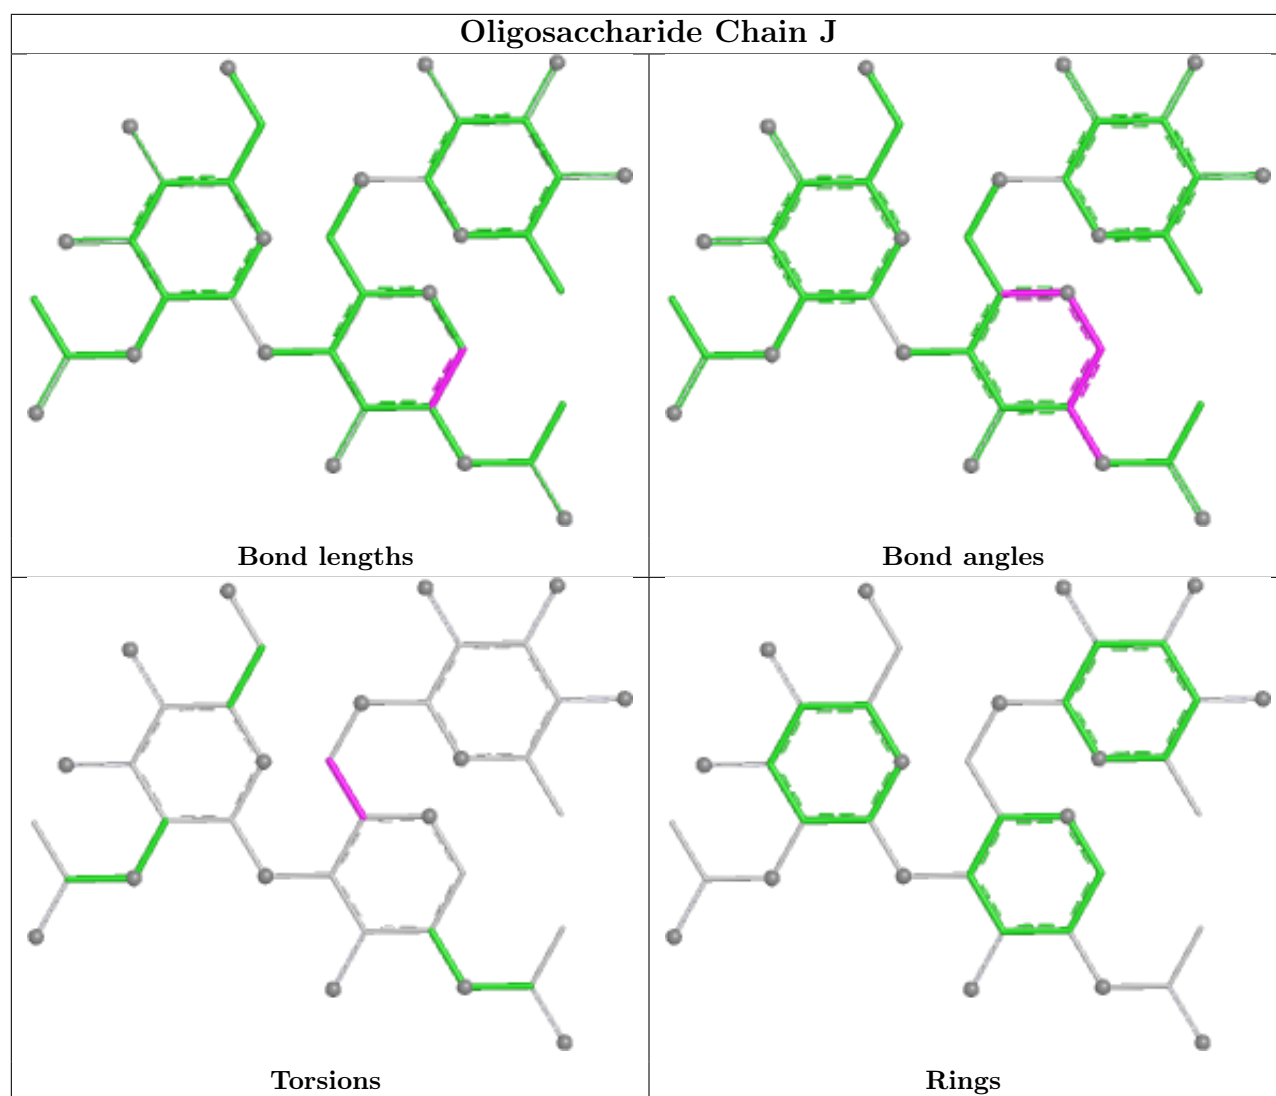 Oligosaccharide Chain J
Bond lengths
Bond angles
Torsions
Rings